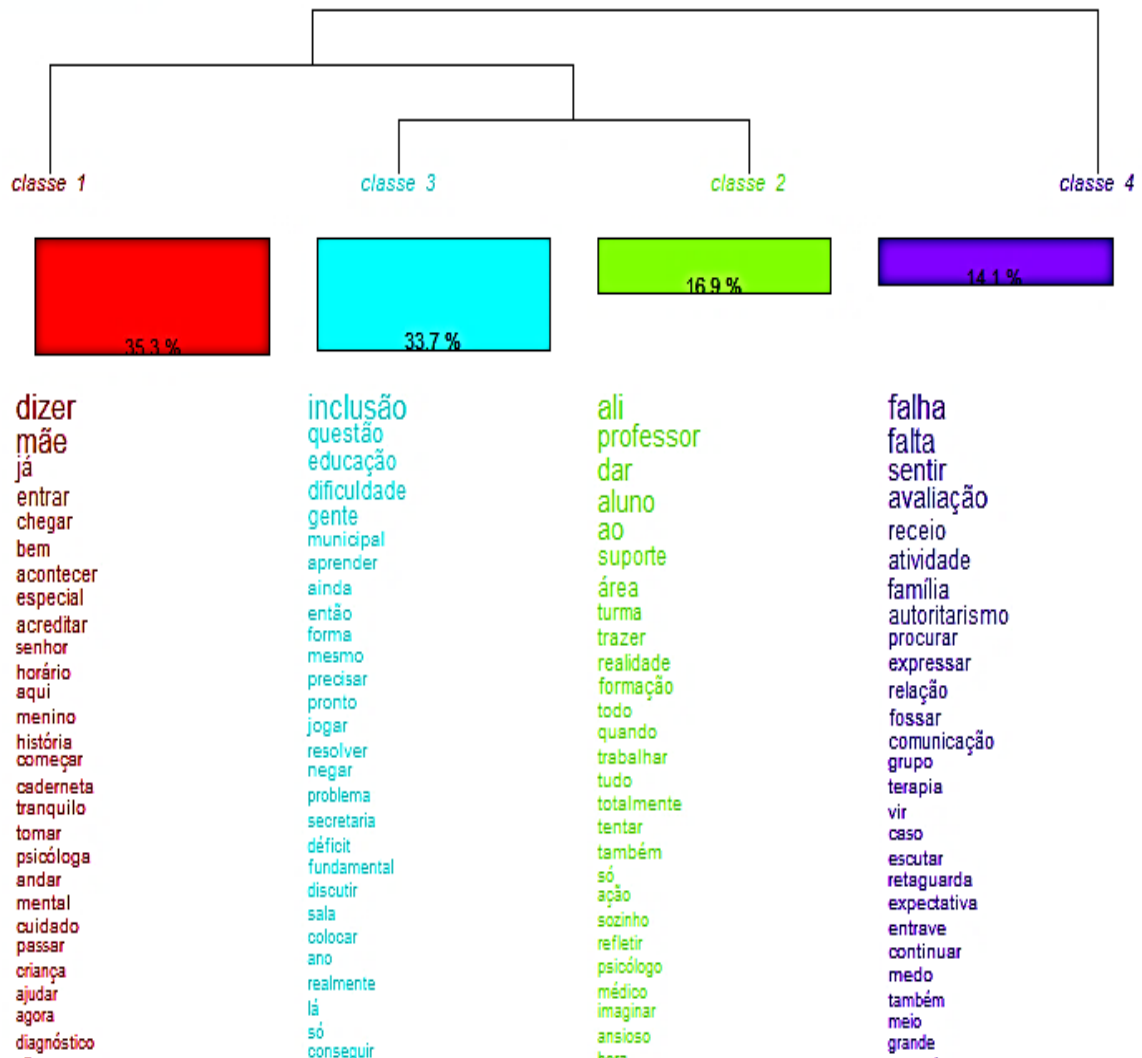 classe 1
classe 3
classe 2
classe 4
35.3 %
33.7 %
16.9 %
14.1 %
dizer
mãe
já
entrar
chegar
bem
acontecer
especial
acreditar
senhor
horário
aqui
menino
história
começar
caderneta
tranquilo
tomar
psicóloga
andar
mental
cuidado
passar
criança
ajudar
agora
diagnóstico
inclusão
questão
educação
dificuldade
gente
municipal
aprender
ainda
então
forma
mesmo
precisar
pronto
jogar
resolver
negar
problema
secretaria
déficit
fundamental
discutir
sala
colocar
ano
realmente
lá
só
conseguir
ali
professor
dar
aluno
ao
suporte
área
turma
trazer
realidade
formação
todo
quando
trabalhar
tudo
totalmente
tentar
também
só
ação
sozinho
refletir
psicólogo
médico
imaginar
ansioso
falha
falta
sentir
avaliação
receio
atividade
família
autoritarismo
procurar
expressar
relação
fossar
comunicação
grupo
terapia
vir
caso
escutar
retaguarda
expectativa
entrave
continuar
medo
também
meio
grande